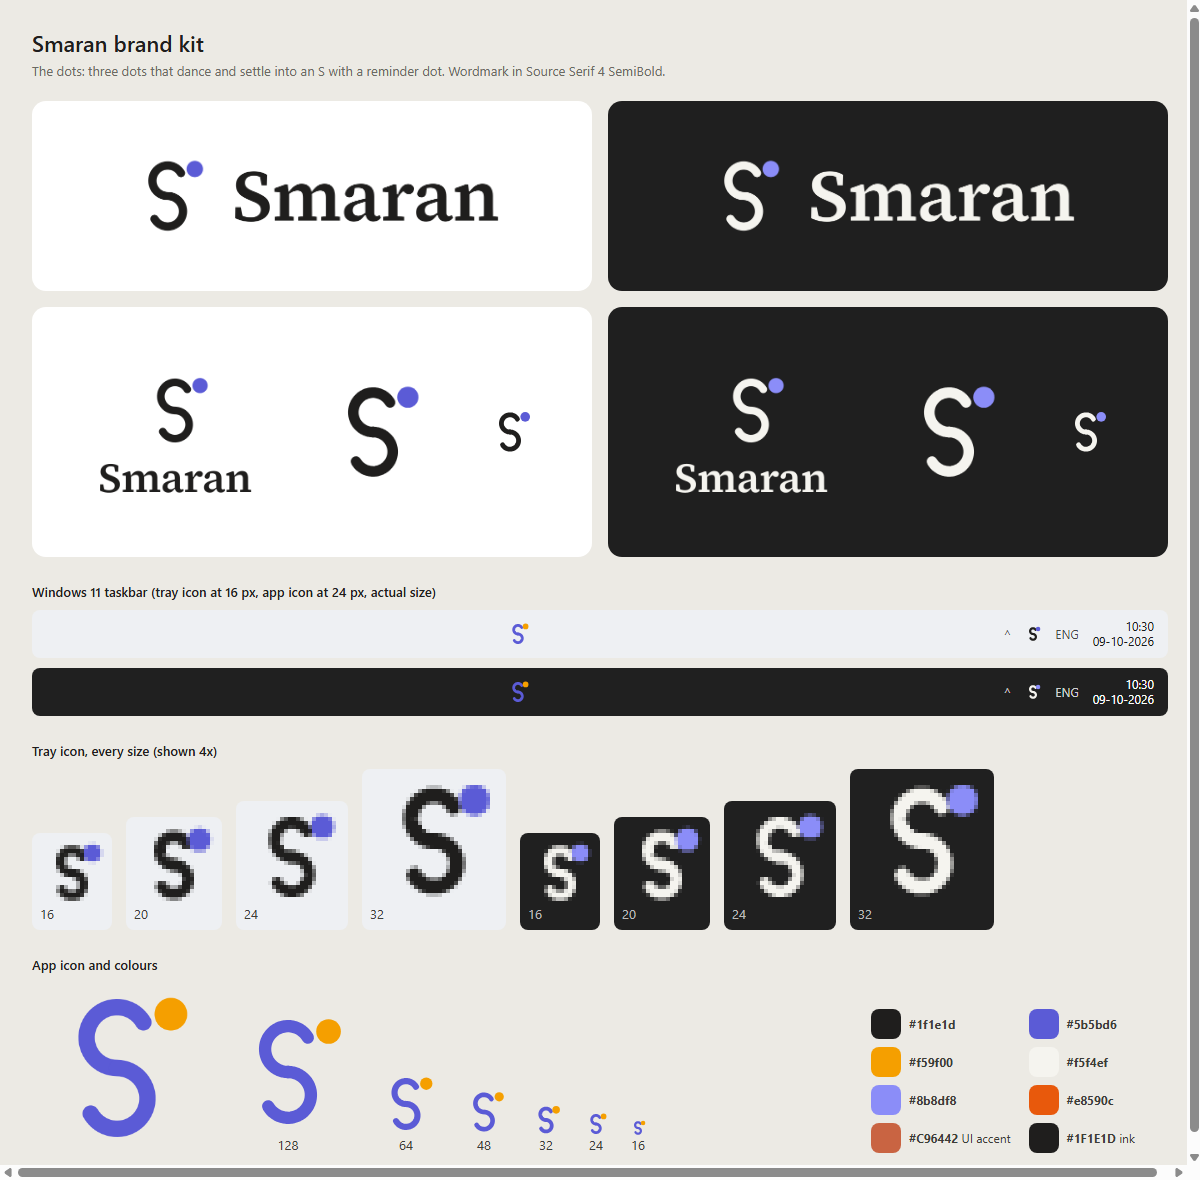 Smaran brand kit
The dots: three dots that dance and settle into an S with a reminder dot. Wordmark in Source Serif 4 SemiBold.
S Smaran
S Smaran
S
Smaran
S
S
S
Smaran
S
S
Windows 11 taskbar (tray icon at 16 px, app icon at 24 px, actual size)
S ^ S ENG 10:30
09-10-2026
S ^ S ENG 10:30
09-10-2026
Tray icon, every size (shown 4x)
S S S S S S S S
16 20 24 32 16 20 24 32
App icon and colours
S S S S S S S
128 64 48 32 24 16
#1f1e1d #5b5bd6
#f59f00 #f5f4ef
#8b8df8 #e8590c
#C96442 UI accent #1F1E1D ink